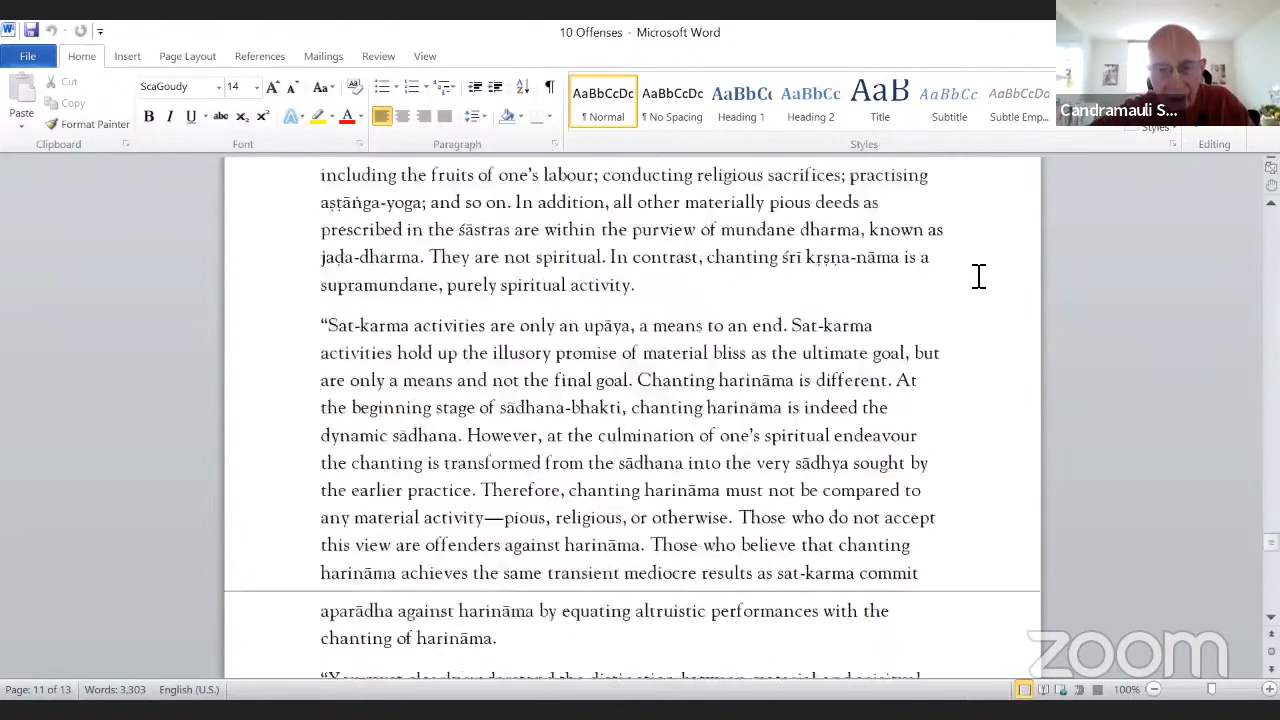 10 Offenses - Microsoft Word
File Home Insert Page Layout References Mailings Review View
Cut
Copy
Paste
Format Painter
Clipboard
ScaGoudy 14
Font
Paragraph
AaBbCcDc AaBbCcDc AaBbC AaBbCc AaB AaBbCc. AaBbCcDc
¶ Normal ¶ No Spacing Heading 1 Heading 2 Title Subtitle Subtle Emp...
Styles
Styles
Editing
Candramauli S...
including the fruits of one’s labour; conducting religious sacrifices; practising
aṣṭāṅga-yoga; and so on. In addition, all other materially pious deeds as
prescribed in the śāstras are within the purview of mundane dharma, known as
jaḍa-dharma. They are not spiritual. In contrast, chanting śrī kṛṣṇa-nāma is a
supramundane, purely spiritual activity.
“Sat-karma activities are only an upāya, a means to an end. Sat-karma
activities hold up the illusory promise of material bliss as the ultimate goal, but
are only a means and not the final goal. Chanting harināma is different. At
the beginning stage of sādhana-bhakti, chanting harināma is indeed the
dynamic sādhana. However, at the culmination of one’s spiritual endeavour
the chanting is transformed from the sādhana into the very sādhya sought by
the earlier practice. Therefore, chanting harināma must not be compared to
any material activity—pious, religious, or otherwise. Those who do not accept
this view are offenders against harināma. Those who believe that chanting
harināma achieves the same transient mediocre results as sat-karma commit
aparādha against harināma by equating altruistic performances with the
chanting of harināma.
“You must clearly understand the distinction between material and spiritual
zoom
Page: 11 of 13 Words: 3,303 English (U.S.) 100%